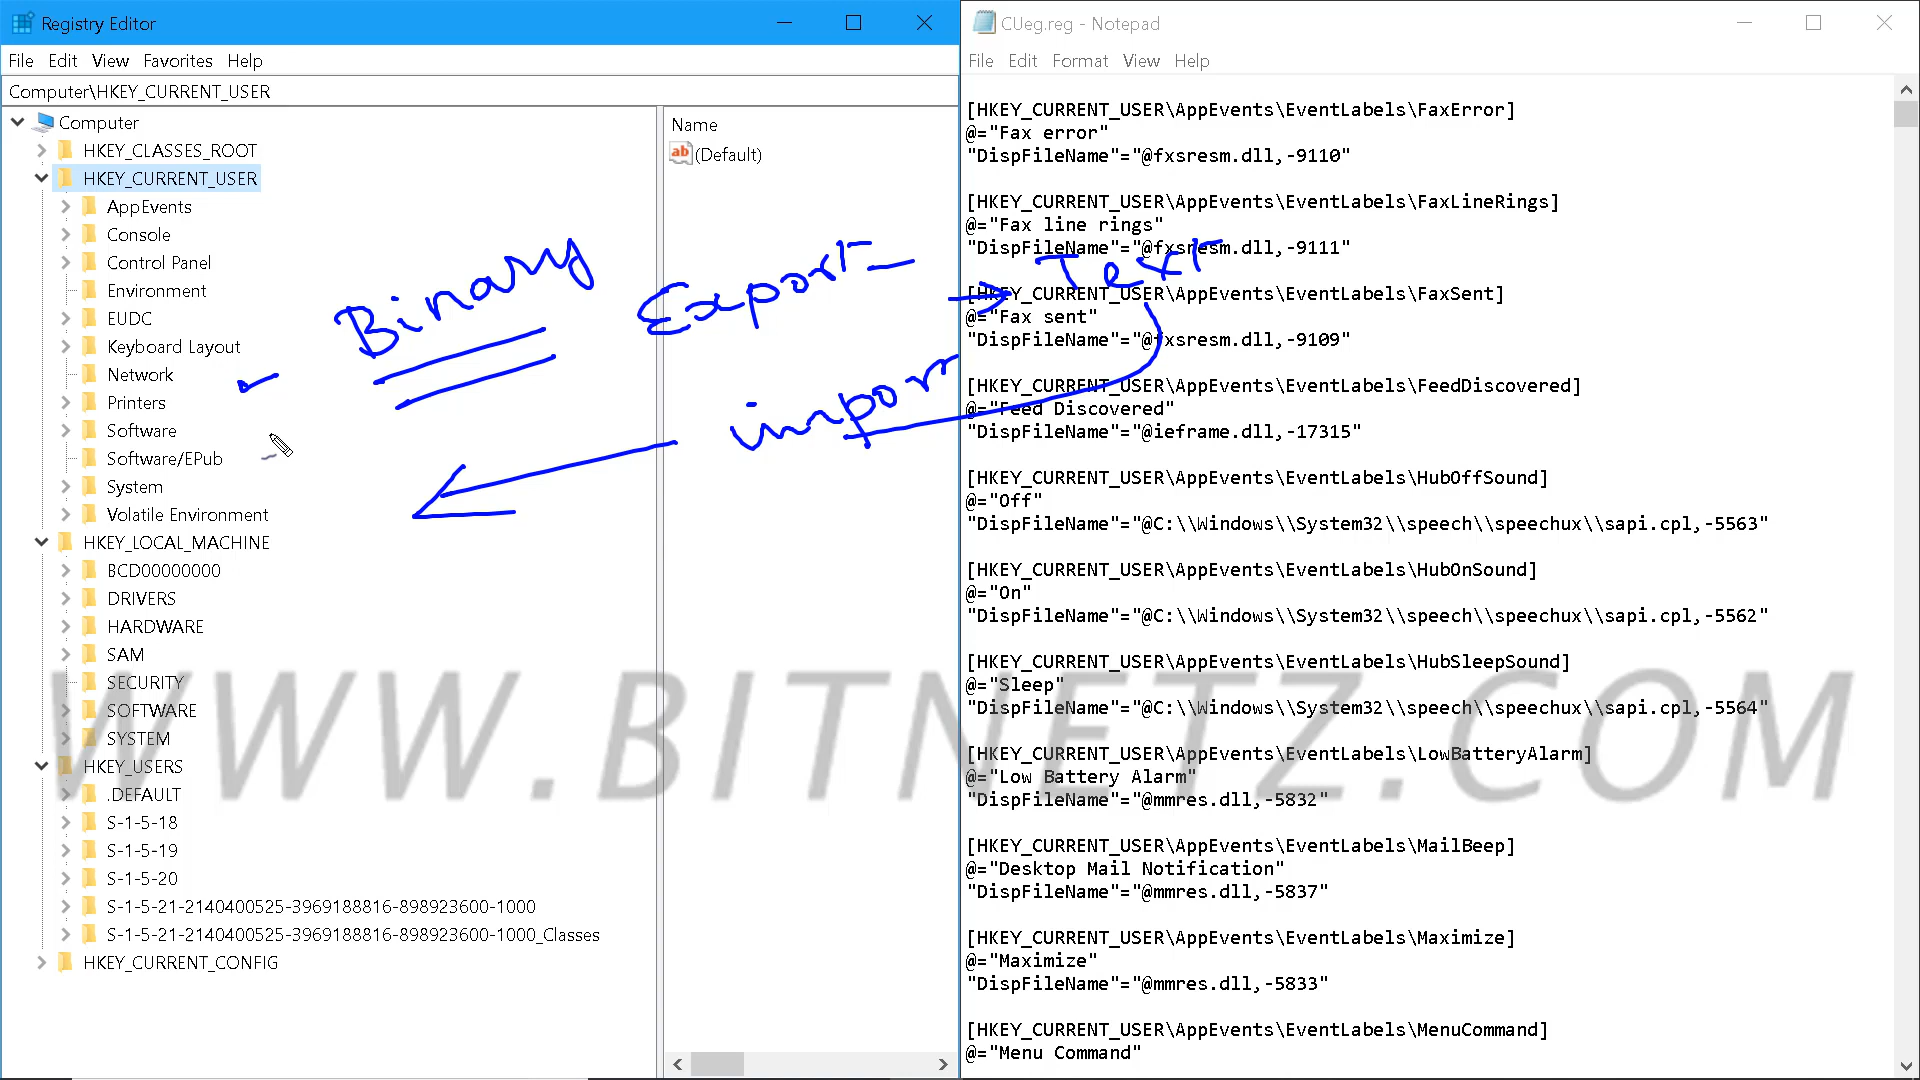 Registry Editor
File Edit View Favorites Help
Computer\HKEY_CURRENT_USER
Computer
HKEY_CLASSES_ROOT
HKEY_CURRENT_USER
AppEvents
Console
Control Panel
Environment
EUDC
Keyboard Layout
Network
Printers
Software
Software/EPub
System
Volatile Environment
HKEY_LOCAL_MACHINE
BCD00000000
DRIVERS
HARDWARE
SAM
SECURITY
SOFTWARE
SYSTEM
HKEY_USERS
.DEFAULT
S-1-5-18
S-1-5-19
S-1-5-20
S-1-5-21-2140400525-3969188816-898923600-1000
S-1-5-21-2140400525-3969188816-898923600-1000_Classes
HKEY_CURRENT_CONFIG
Name
ab (Default)
Binary
Export
Text
impor
CUeg.reg - Notepad
File Edit Format View Help
[HKEY_CURRENT_USER\AppEvents\EventLabels\FaxError]
@="Fax error"
"DispFileName"="@fxsresm.dll,-9110"
[HKEY_CURRENT_USER\AppEvents\EventLabels\FaxLineRings]
@="Fax line rings"
"DispFileName"="@fxsresm.dll,-9111"
[HKEY_CURRENT_USER\AppEvents\EventLabels\FaxSent]
@="Fax sent"
"DispFileName"="@fxsresm.dll,-9109"
[HKEY_CURRENT_USER\AppEvents\EventLabels\FeedDiscovered]
@="Feed Discovered"
"DispFileName"="@ieframe.dll,-17315"
[HKEY_CURRENT_USER\AppEvents\EventLabels\HubOffSound]
@="Off"
"DispFileName"="@C:\\Windows\\System32\\speech\\speechux\\sapi.cpl,-5563"
[HKEY_CURRENT_USER\AppEvents\EventLabels\HubOnSound]
@="On"
"DispFileName"="@C:\\Windows\\System32\\speech\\speechux\\sapi.cpl,-5562"
[HKEY_CURRENT_USER\AppEvents\EventLabels\HubSleepSound]
@="Sleep"
"DispFileName"="@C:\\Windows\\System32\\speech\\speechux\\sapi.cpl,-5564"
[HKEY_CURRENT_USER\AppEvents\EventLabels\LowBatteryAlarm]
@="Low Battery Alarm"
"DispFileName"="@mmres.dll,-5832"
[HKEY_CURRENT_USER\AppEvents\EventLabels\MailBeep]
@="Desktop Mail Notification"
"DispFileName"="@mmres.dll,-5837"
[HKEY_CURRENT_USER\AppEvents\EventLabels\Maximize]
@="Maximize"
"DispFileName"="@mmres.dll,-5833"
[HKEY_CURRENT_USER\AppEvents\EventLabels\MenuCommand]
@="Menu Command"
WWW.BITNETZ.COM